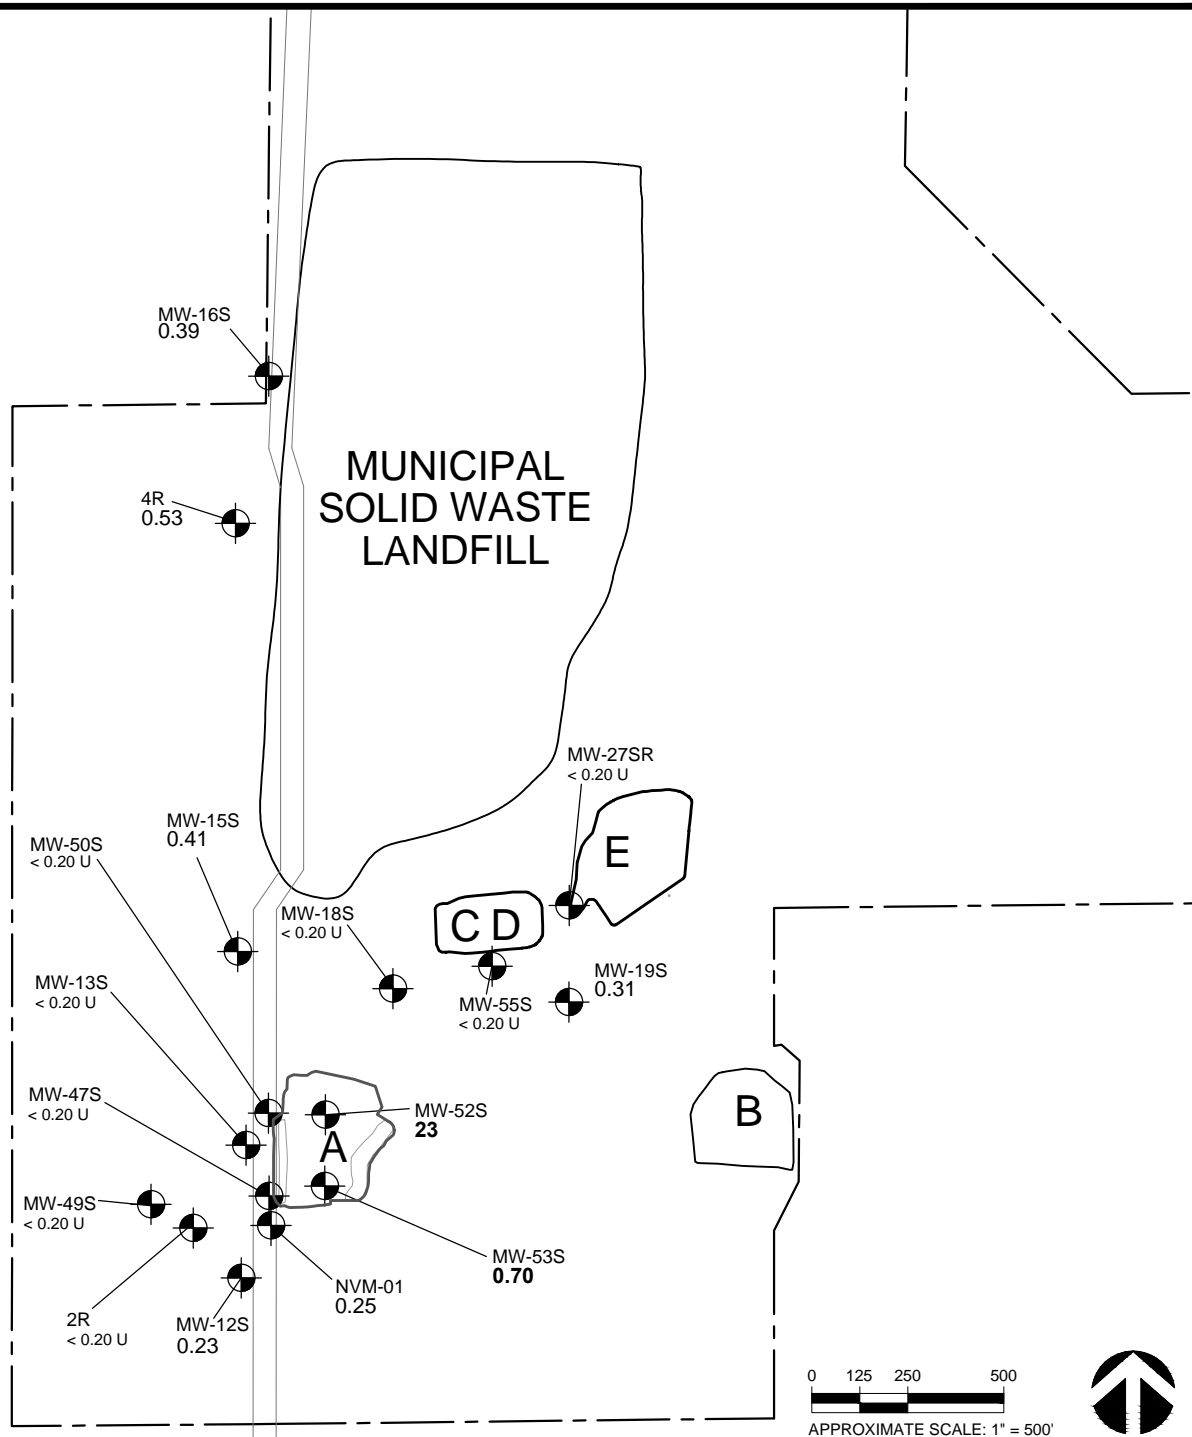 MW-16S
0.39
MUNICIPAL
SOLID WASTE
LANDFILL
4R
0.53
MW-27SR
< 0.20 U
MW-15S
0.41
MW-50S
< 0.20 U
E
MW-18S
< 0.20 U
C D
MW-13S
< 0.20 U
MW-19S
0.31
MW-55S
< 0.20 U
MW-47S
< 0.20 U
MW-52S
23
B
A
MW-49S
< 0.20 U
MW-53S
0.70
NVM-01
0.25
2R
< 0.20 U
MW-12S
0.23
0 125 250 500
APPROXIMATE SCALE: 1" = 500'